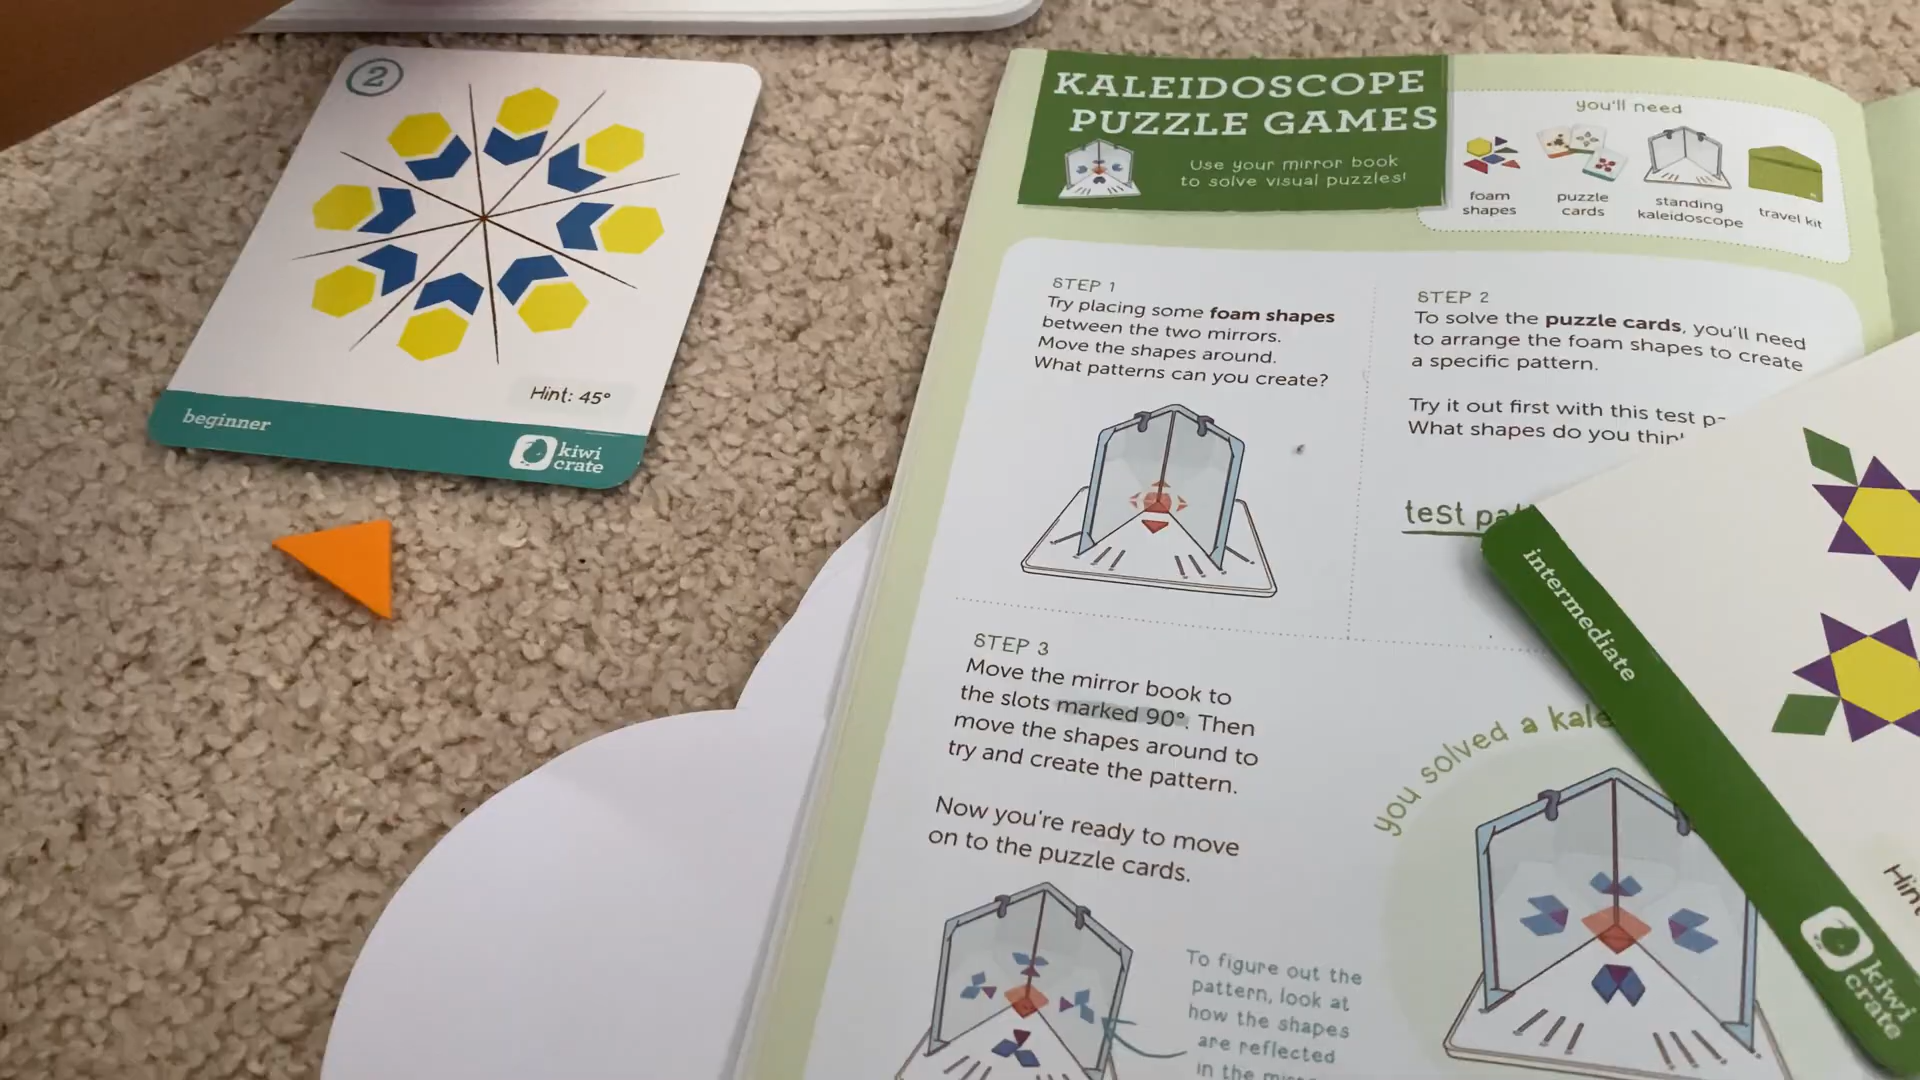 2
Hint: 45°
beginner
kiwi
crate
KALEIDOSCOPE
PUZZLE GAMES
Use your mirror book
to solve visual puzzles!
you'll need
foam
shapes
puzzle
cards
standing
kaleidoscope
travel kit
STEP 1
Try placing some foam shapes
between the two mirrors.
Move the shapes around.
What patterns can you create?
STEP 2
To solve the puzzle cards, you'll need
to arrange the foam shapes to create
a specific pattern.
Try it out first with this test
What shapes do you
test
STEP 3
Move the mirror book to
the slots marked 90°. Then
move the shapes around to
try and create the pattern.
Now you're ready to move
on to the puzzle cards.
you solved a
To figure out the
pattern, look at
how the shapes
are reflected
in the
intermediate
kiwi
crate